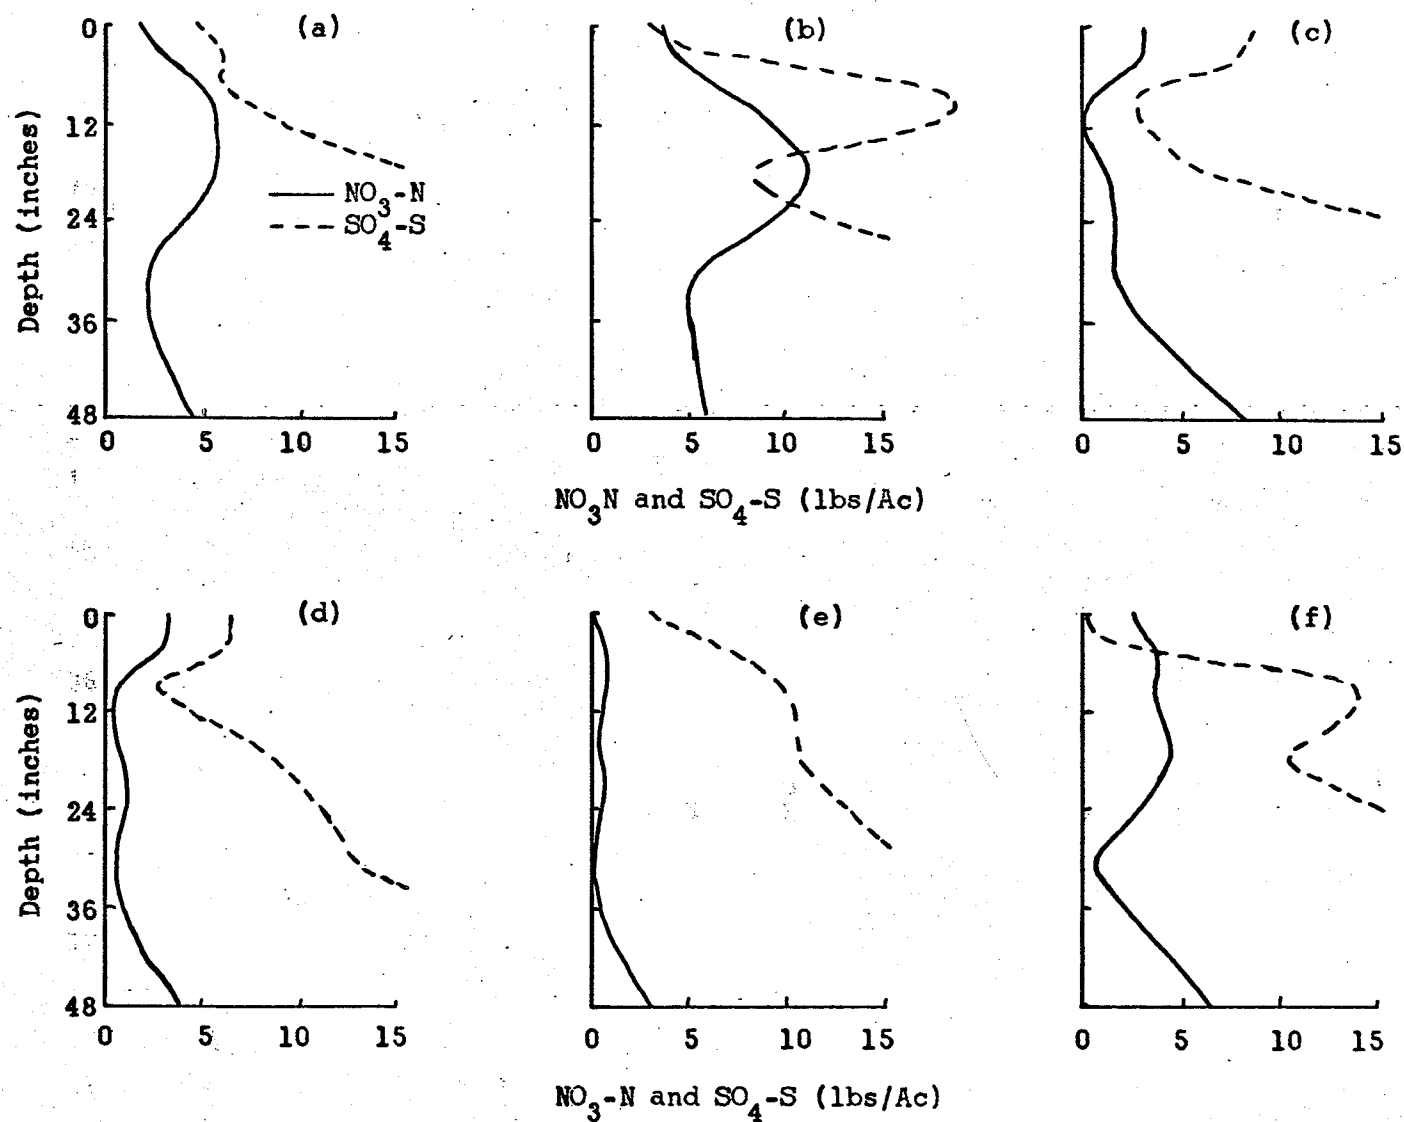 (a)
(b)
(c)
0
12
24
36
48
Depth (inches)
NO3-N
SO4-S
0 5 10 15
0 5 10 15
0 5 10 15
NO3N and SO4-S (lbs/Ac)
(d)
(e)
(f)
0
12
24
36
48
Depth (inches)
0 5 10 15
0 5 10 15
0 5 10 15
NO3-N and SO4-S (lbs/Ac)